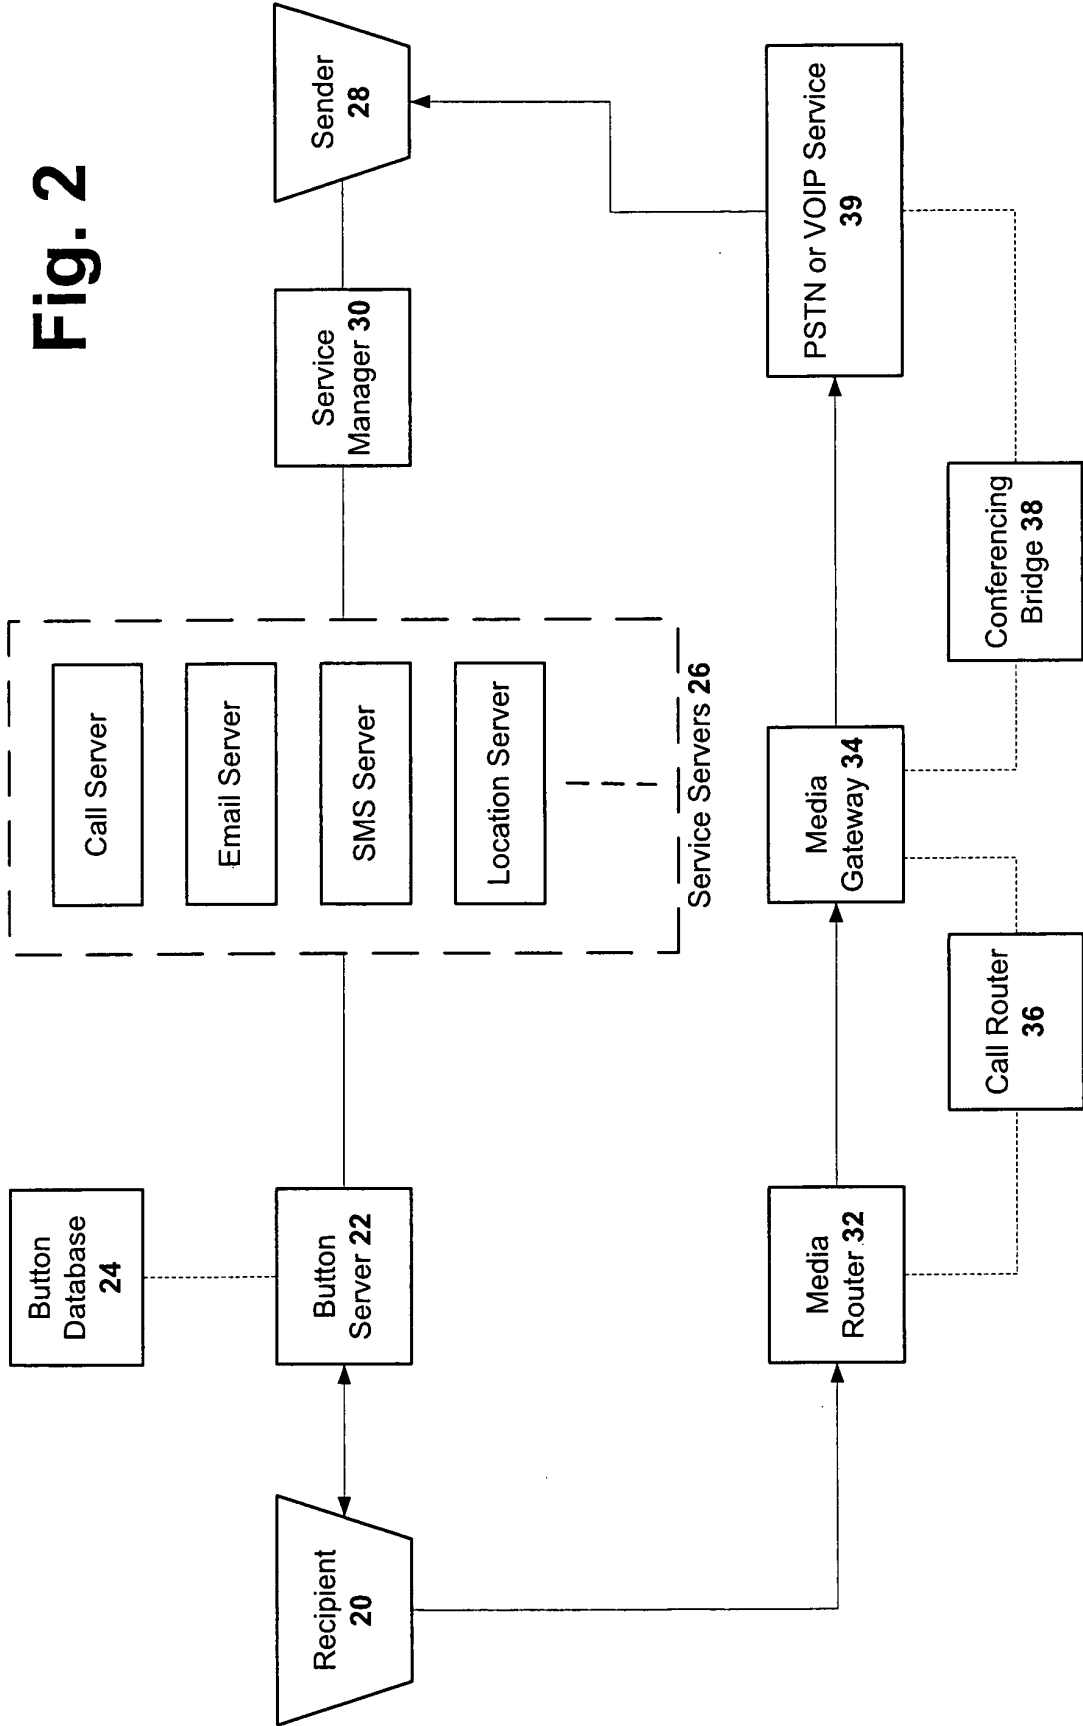 Fig. 2
Button
Database
24
Call Server
Email Server
SMS Server
Location Server
Service Servers 26
Recipient
20
Button
Server 22
Service
Manager 30
Sender
28
Media
Router 32
Media
Gateway 34
PSTN or VOIP Service
39
Call Router
36
Conferencing
Bridge 38